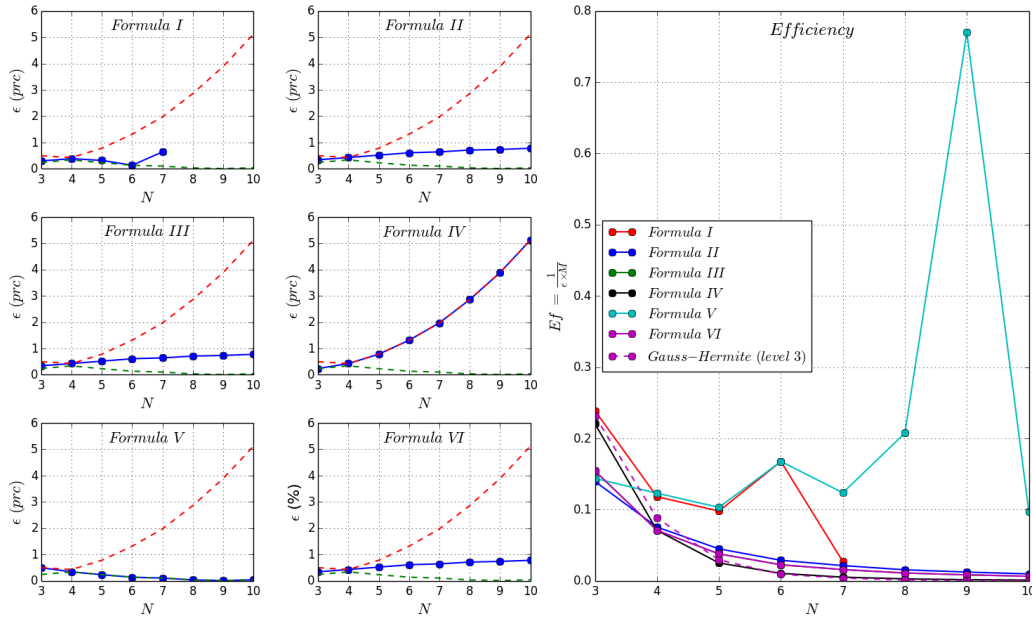 Formula I
ϵ (prc)
6
5
4
3
2
1
0
3 4 5 6 7 8 9 10
N
Formula II
ϵ (prc)
6
5
4
3
2
1
0
3 4 5 6 7 8 9 10
N
Formula III
ϵ (prc)
6
5
4
3
2
1
0
3 4 5 6 7 8 9 10
N
Formula IV
ϵ (prc)
6
5
4
3
2
1
0
3 4 5 6 7 8 9 10
N
Formula V
ϵ (prc)
6
5
4
3
2
1
0
3 4 5 6 7 8 9 10
N
Formula VI
ϵ (%)
6
5
4
3
2
1
0
3 4 5 6 7 8 9 10
N
Efficiency
Ef = 1/(ϵ×M)
0.8
0.7
0.6
0.5
0.4
0.3
0.2
0.1
0.0
Formula I
Formula II
Formula III
Formula IV
Formula V
Formula VI
Gauss−Hermite (level 3)
3 4 5 6 7 8 9 10
N